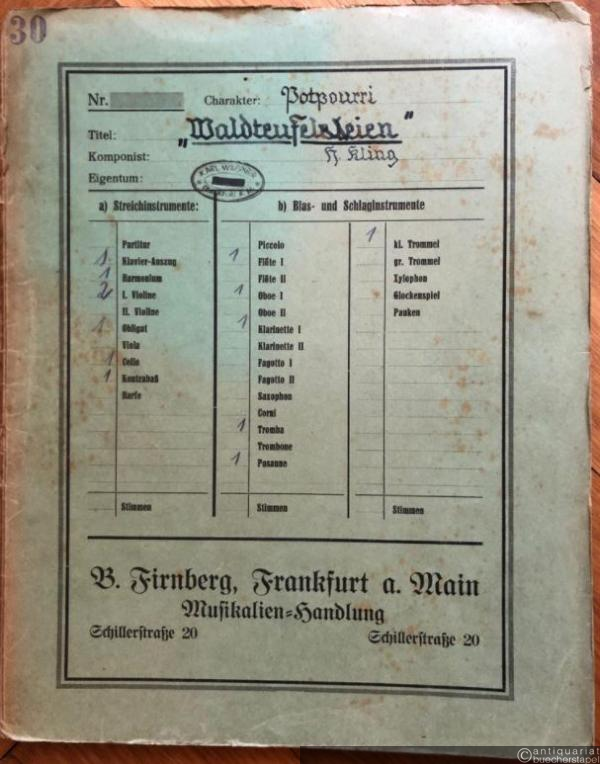 30
Nr. Charakter: Potpourri
Titel: „Waldteufeleien"
Komponist: H. Kling
Eigentum: KARL WAGNER
a) Streichinstrumente:
Partitur
1 Klavier-Auszug
1 Harmonium
2 I. Violine
II. Violine
1 Obligat
Viola
1 Cello
1 Kontrabaß
Harfe
Stimmen
b) Blas- und Schlaginstrumente
Piccolo
1 Flöte I
Flöte II
1 Oboe I
Oboe II
1 Klarinette I
Klarinette II
Fagotto I
Fagotto II
Saxophon
Corni
1 Tromba
Trombone
1 Posaune
Stimmen
1 kl. Trommel
gr. Trommel
Xylophon
Glockenspiel
Pauken
Stimmen
B. Firnberg, Frankfurt a. Main
Musikalien-Handlung
Schillerstraße 20 Schillerstraße 20
©antiquariat
buecherstapel